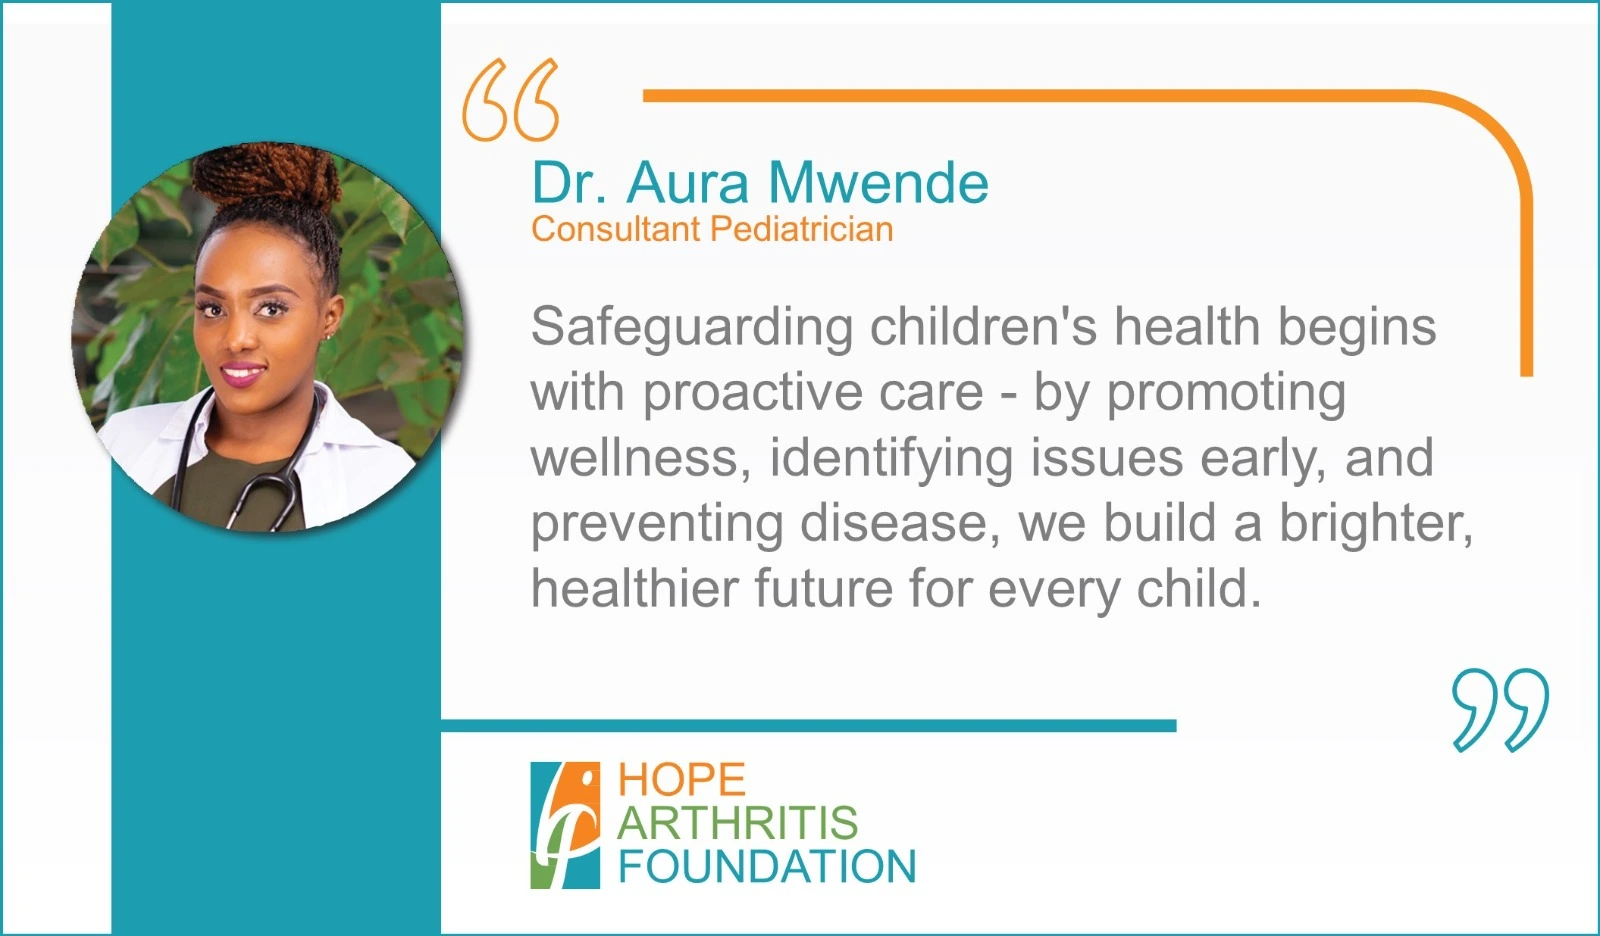 Dr. Aura Mwende
Consultant Pediatrician
Safeguarding children's health begins
with proactive care - by promoting
wellness, identifying issues early, and
preventing disease, we build a brighter,
healthier future for every child.
HOPE
ARTHRITIS
FOUNDATION